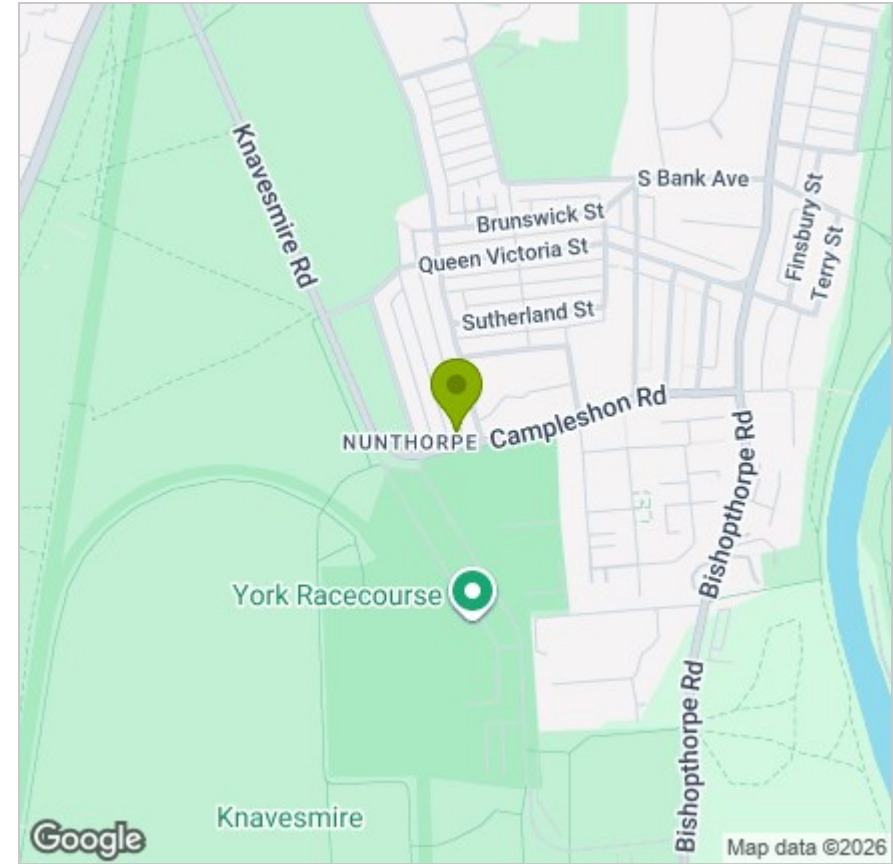 Knavesmire Rd
S Bank Ave
Brunswick St
Finsbury St
Queen Victoria St
Terry St
Sutherland St
Campleshon Rd
NUNTHORPE
Bishopthorpe Rd
York Racecourse
Bishopthorpe Rd
Knavesmire
Google
Map data ©2026